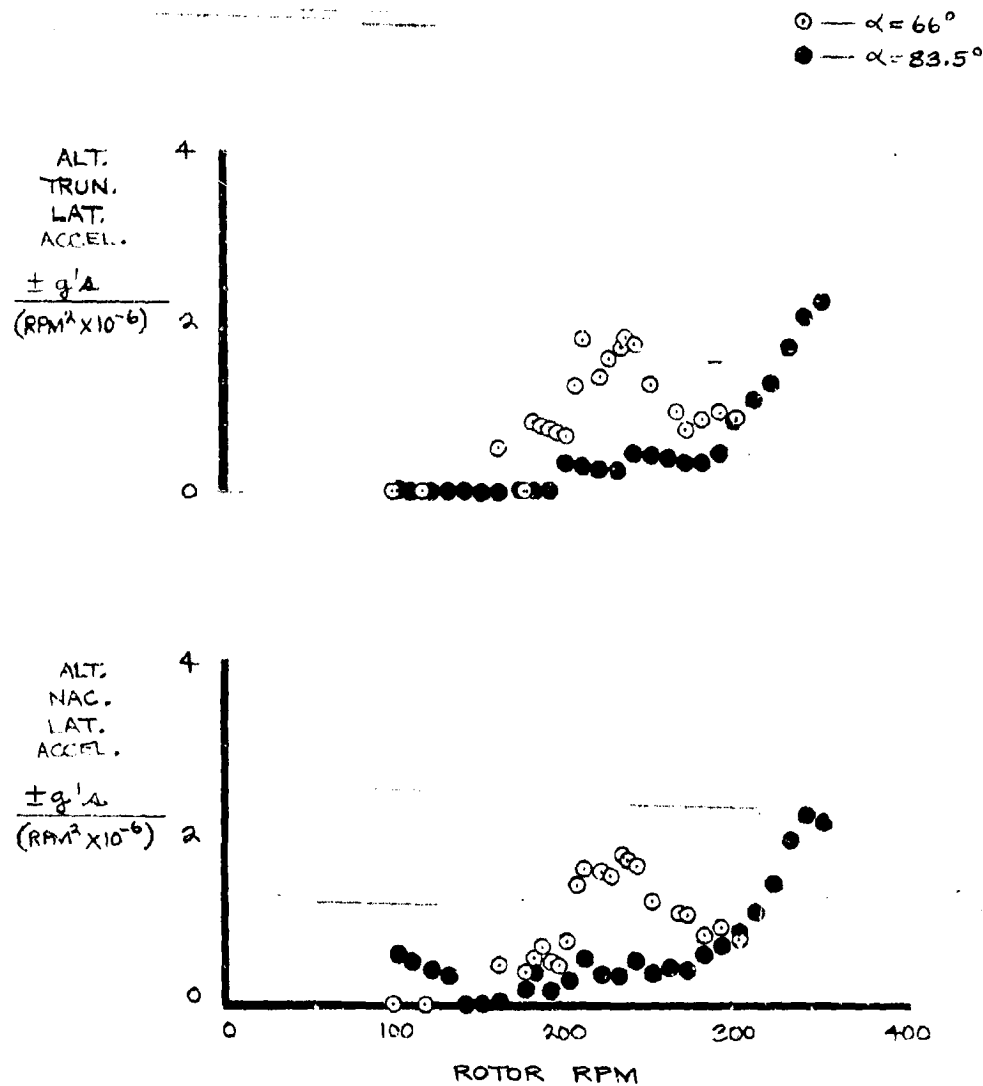 ⊙ — α = 66°
● — α = 83.5°
4
ALT.
TRUN.
LAT.
ACCEL.
± g's
(RPM² × 10⁻⁶)
2
0
4
ALT.
NAC.
LAT.
ACCEL.
± g's
(RPM² × 10⁻⁶)
2
0
0 100 200 300 400
ROTOR RPM